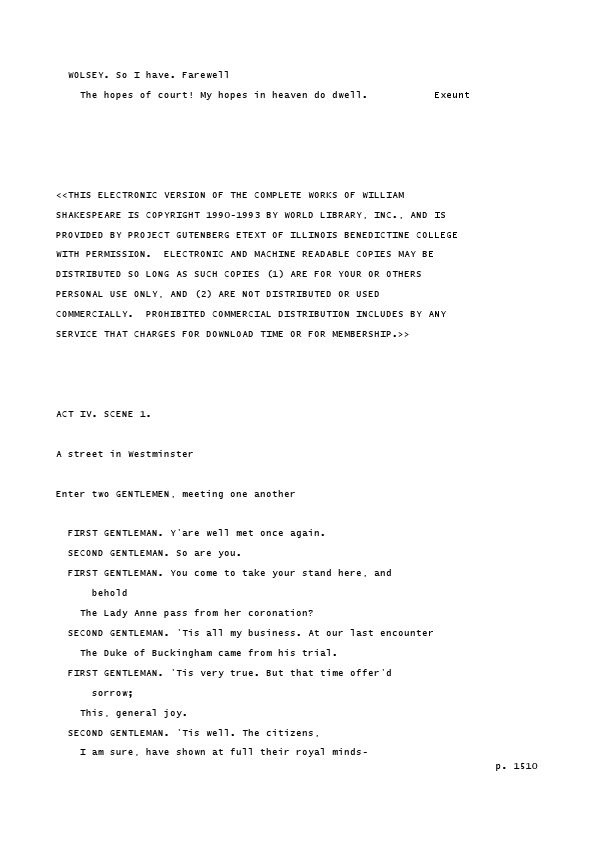 WOLSEY. So I have. Farewell
The hopes of court! My hopes in heaven do dwell. Exeunt
<<THIS ELECTRONIC VERSION OF THE COMPLETE WORKS OF WILLIAM
SHAKESPEARE IS COPYRIGHT 1990-1993 BY WORLD LIBRARY, INC., AND IS
PROVIDED BY PROJECT GUTENBERG ETEXT OF ILLINOIS BENEDICTINE COLLEGE
WITH PERMISSION. ELECTRONIC AND MACHINE READABLE COPIES MAY BE
DISTRIBUTED SO LONG AS SUCH COPIES (1) ARE FOR YOUR OR OTHERS
PERSONAL USE ONLY, AND (2) ARE NOT DISTRIBUTED OR USED
COMMERCIALLY. PROHIBITED COMMERCIAL DISTRIBUTION INCLUDES BY ANY
SERVICE THAT CHARGES FOR DOWNLOAD TIME OR FOR MEMBERSHIP.>>
ACT IV. SCENE 1.
A street in Westminster
Enter two GENTLEMEN, meeting one another
FIRST GENTLEMAN. Y'are well met once again.
SECOND GENTLEMAN. So are you.
FIRST GENTLEMAN. You come to take your stand here, and
behold
The Lady Anne pass from her coronation?
SECOND GENTLEMAN. 'Tis all my business. At our last encounter
The Duke of Buckingham came from his trial.
FIRST GENTLEMAN. 'Tis very true. But that time offer'd
sorrow;
This, general joy.
SECOND GENTLEMAN. 'Tis well. The citizens,
I am sure, have shown at full their royal minds-
p. 1510